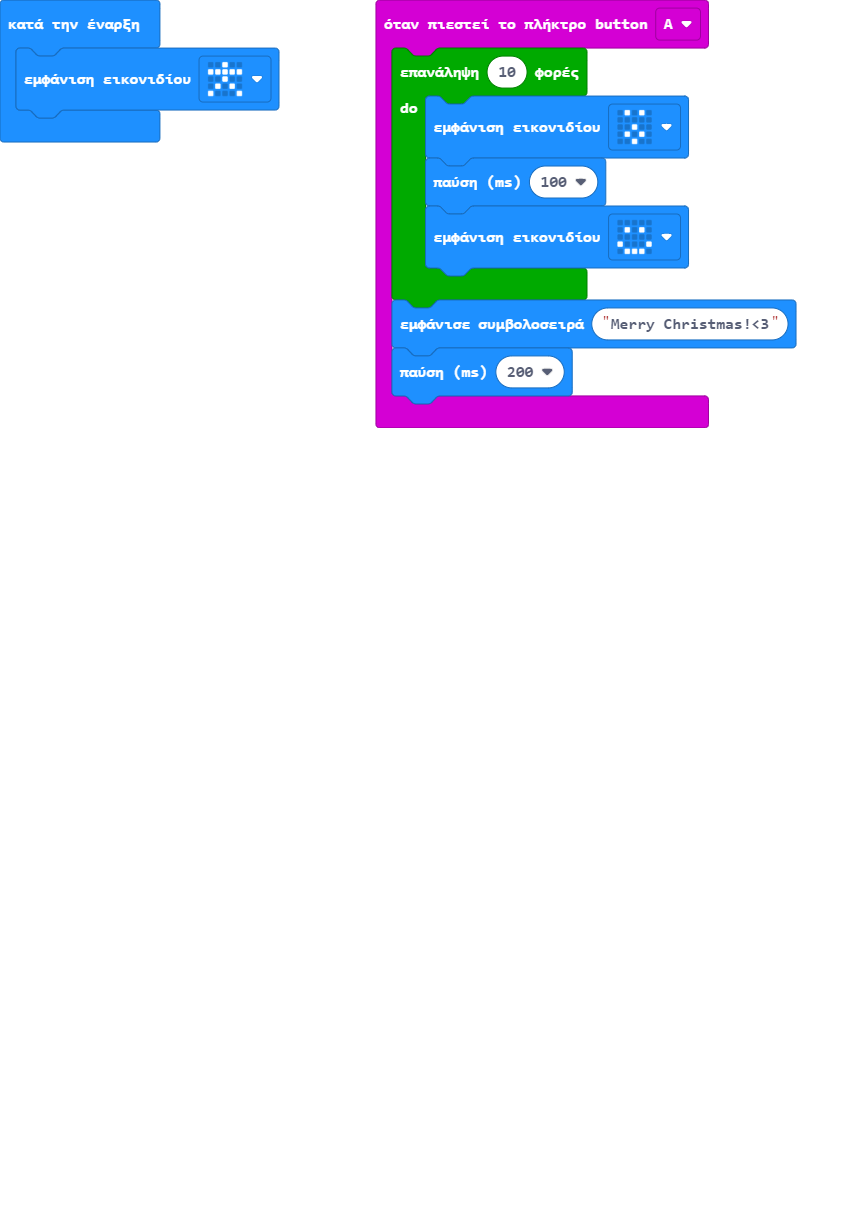 κατά την έναρξη
εμφάνιση εικονιδίου
όταν πιεστεί το πλήκτρο button A
επανάληψη 10 φορές
do
εμφάνιση εικονιδίου
παύση (ms) 100
εμφάνιση εικονιδίου
εμφάνισε συμβολοσειρά "Merry Christmas!<3"
παύση (ms) 200